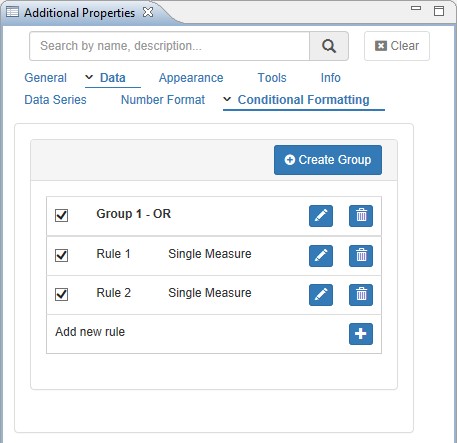 Additional Properties
Search by name, description...
Clear
General Data Appearance Tools Info
Data Series Number Format Conditional Formatting
Create Group
Group 1 - OR
Rule 1 Single Measure
Rule 2 Single Measure
Add new rule